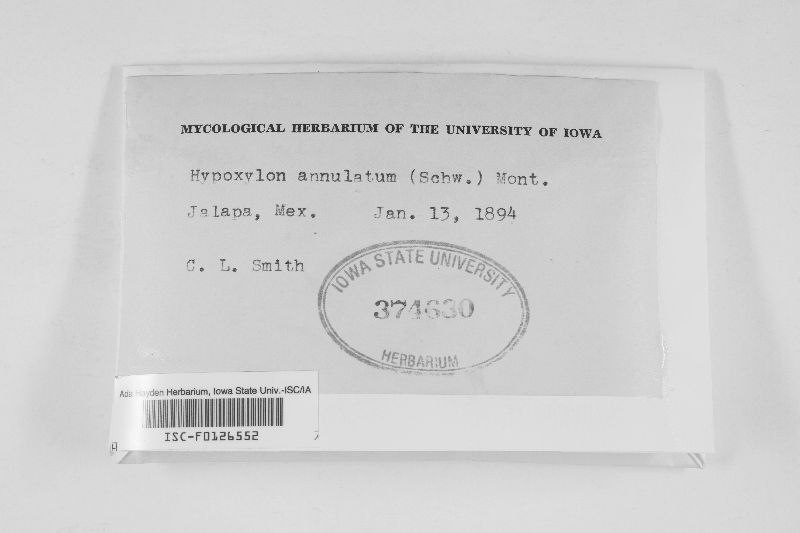 MYCOLOGICAL HERBARIUM OF THE UNIVERSITY OF IOWA
Hypoxylon annulatum (Schw.) Mont.
Jalapa, Mex. Jan. 13, 1894
C. L. Smith
IOWA STATE UNIVERSITY
374630
HERBARIUM
Ada Hayden Herbarium, Iowa State Univ.-ISC/IA
ISC-F0126552